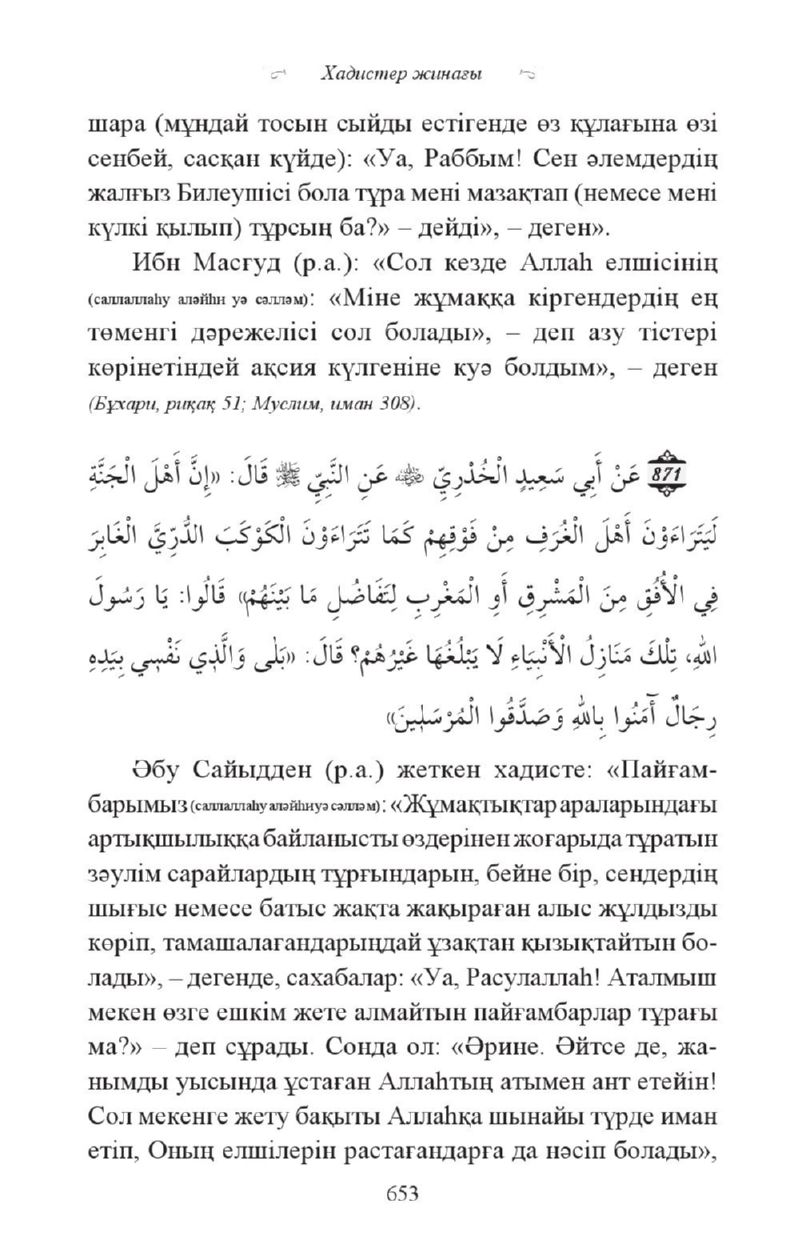 Хадистер жинағы
шара (мұндай тосын сыйды естігенде өз құлағына өзі
сенбей, сасқан күйде): «Уа, Раббым! Сен әлемдердің
жалғыз Билеушісі бола тұра мені мазақтап (немесе мені
күлкі қылып) тұрсың ба?» – дейді», – деген».
Ибн Масғуд (р.а.): «Сол кезде Аллаһ елшісінің
(саллаллаһу аләйһи уә сәлләм): «Міне жұмаққа кіргендердің ең
төменгі дәрежелісі сол болады», – деп азу тістері
көрінетіндей ақсия күлгеніне куә болдым», – деген
(Бұхари, риқақ 51; Муслим, иман 308).
871 عَنْ أَبِي سَعِيدٍ الْخُدْرِيِّ ﵁ عَنِ النَّبِيِّ ﷺ قَالَ: «إِنَّ أَهْلَ الْجَنَّةِ
لَيَتَرَاءَوْنَ أَهْلَ الْغُرَفِ مِنْ فَوْقِهِمْ كَمَا تَتَرَاءَوْنَ الْكَوْكَبَ الدُّرِّيَّ الْغَابِرَ
فِي الْأُفُقِ مِنَ الْمَشْرِقِ أَوِ الْمَغْرِبِ لِتَفَاضُلِ مَا بَيْنَهُمْ» قَالُوا: يَا رَسُولَ
اللهِ، تِلْكَ مَنَازِلُ الْأَنْبِيَاءِ لَا يَبْلُغُهَا غَيْرُهُمْ؟ قَالَ: «بَلٰى وَالَّذِي نَفْسِي بِيَدِهِ
رِجَالٌ آمَنُوا بِاللهِ وَصَدَّقُوا الْمُرْسَلِينَ»
Әбу Сайыдден (р.а.) жеткен хадисте: «Пайғам-
барымыз (саллаллаһу аләйһи уә сәлләм): «Жұмақтықтар араларындағы
артықшылыққа байланысты өздерінен жоғарыда тұратын
зәулім сарайлардың тұрғындарын, бейне бір, сендердің
шығыс немесе батыс жақта жақыраған алыс жұлдызды
көріп, тамашалағандарыңдай ұзақтан қызықтайтын бо-
лады», – дегенде, сахабалар: «Уа, Расулаллаһ! Аталмыш
мекен өзге ешкім жете алмайтын пайғамбарлар тұрағы
ма?» – деп сұрады. Сонда ол: «Әрине. Әйтсе де, жа-
нымды уысында ұстаған Аллаһтың атымен ант етейін!
Сол мекенге жету бақыты Аллаһқа шынайы түрде иман
етіп, Оның елшілерін растағандарға да нәсіп болады»,
653